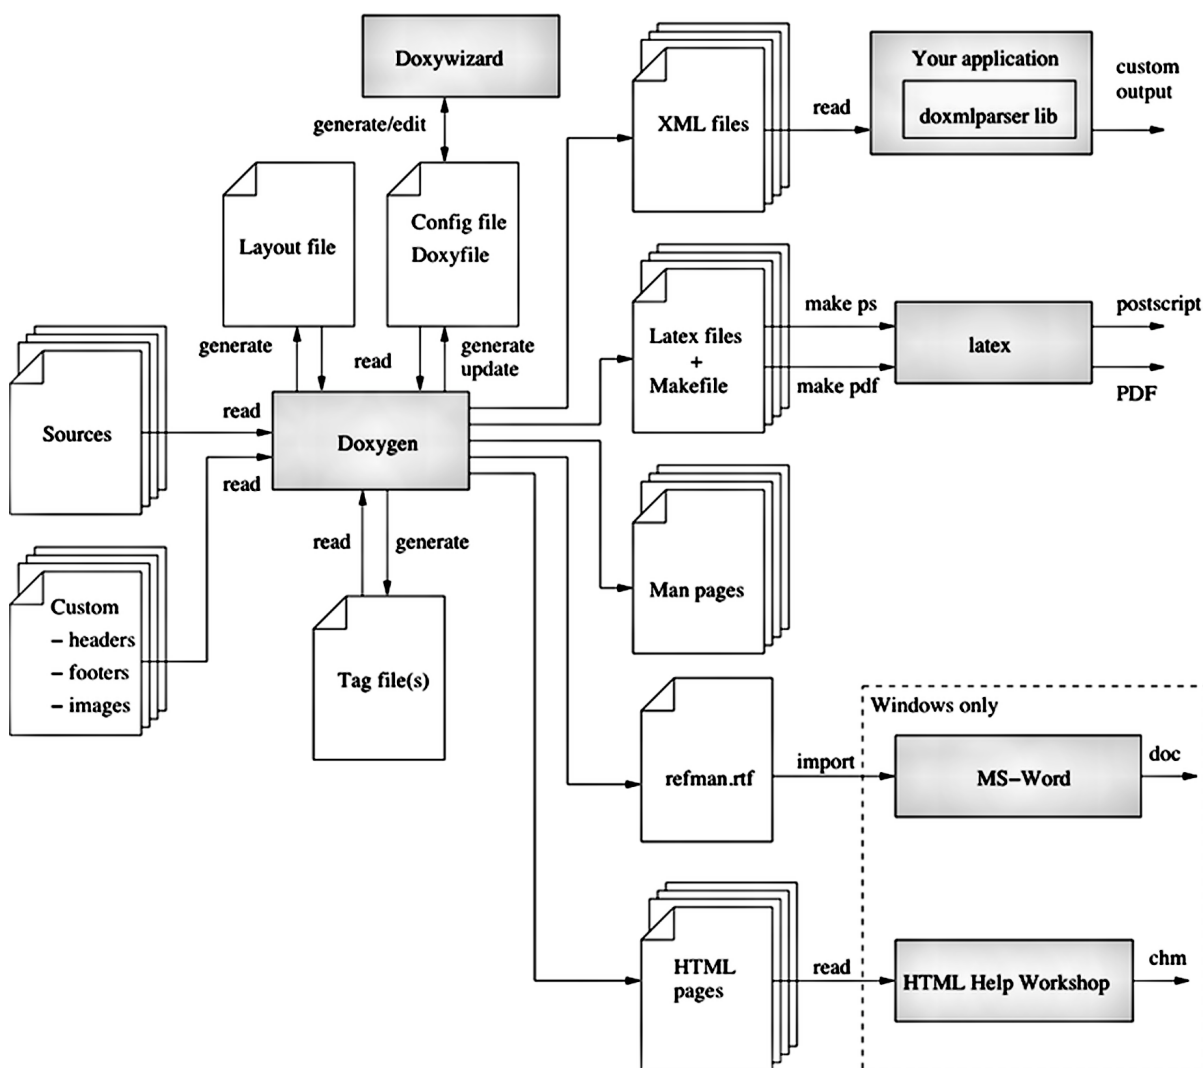 Doxywizard
generate/edit
Layout file
Config file
Doxyfile
generate
read
generate
update
Sources
read
Doxygen
read
Custom
– headers
– footers
– images
read
generate
Tag file(s)
XML files
read
Your application
doxmlparser lib
custom
output
Latex files
+
Makefile
make ps
make pdf
latex
postscript
PDF
Man pages
refman.rtf
import
Windows only
MS–Word
doc
HTML
pages
read
HTML Help Workshop
chm